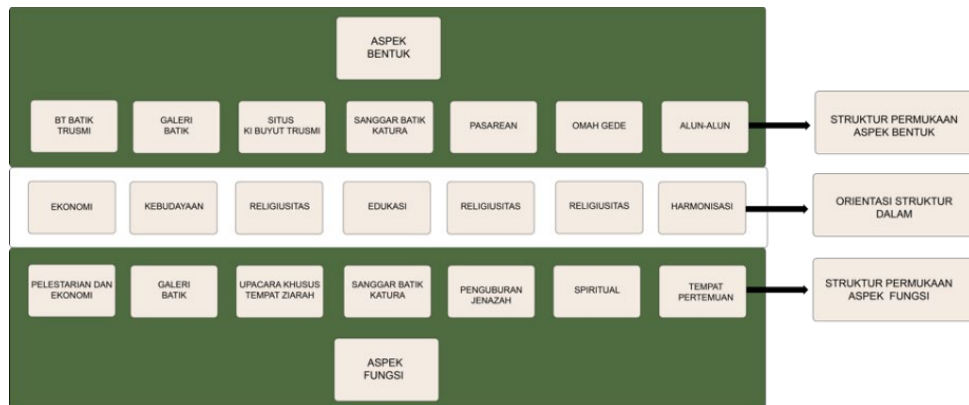 ASPEK
BENTUK
BT BATIK
TRUSMI
GALERI
BATIK
SITUS
KI BUYUT TRUSMI
SANGGAR BATIK
KATURA
PASAREAN
OMAH GEDE
ALUN-ALUN
STRUKTUR PERMUKAAN
ASPEK BENTUK
EKONOMI
KEBUDAYAAN
RELIGIUSITAS
EDUKASI
RELIGIUSITAS
RELIGIUSITAS
HARMONISASI
ORIENTASI STRUKTUR
DALAM
PELESTARIAN DAN
EKONOMI
GALERI
BATIK
UPACARA KHUSUS
TEMPAT ZIARAH
SANGGAR BATIK
KATURA
PENGUBURAN
JENAZAH
SPIRITUAL
TEMPAT
PERTEMUAN
STRUKTUR PERMUKAAN
ASPEK FUNGSI
ASPEK
FUNGSI